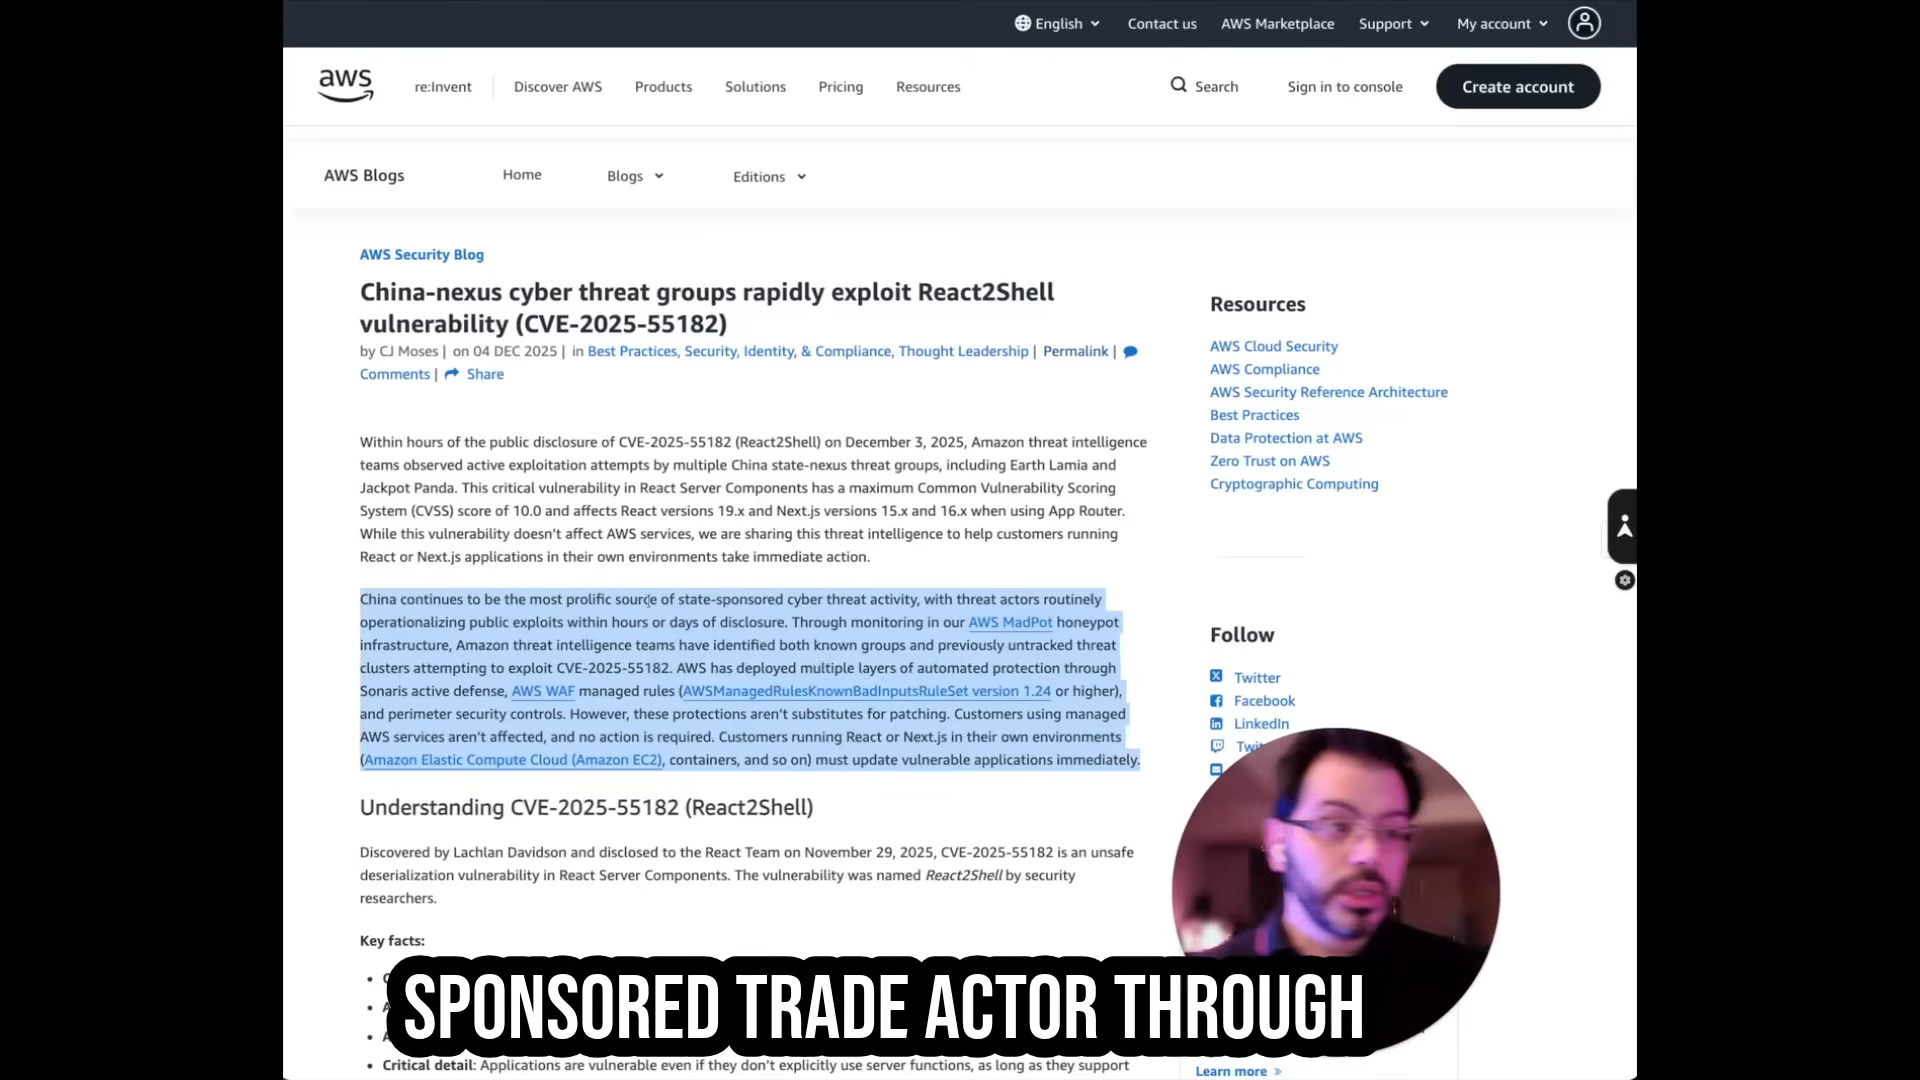 English
Contact us
AWS Marketplace
Support
My account
aws
re:Invent
Discover AWS
Products
Solutions
Pricing
Resources
Search
Sign in to console
Create account
AWS Blogs
Home
Blogs
Editions
AWS Security Blog
China-nexus cyber threat groups rapidly exploit React2Shell
vulnerability (CVE-2025-55182)
by CJ Moses | on 04 DEC 2025 | in Best Practices, Security, Identity, & Compliance, Thought Leadership | Permalink |
Comments | Share
Within hours of the public disclosure of CVE-2025-55182 (React2Shell) on December 3, 2025, Amazon threat intelligence
teams observed active exploitation attempts by multiple China state-nexus threat groups, including Earth Lamia and
Jackpot Panda. This critical vulnerability in React Server Components has a maximum Common Vulnerability Scoring
System (CVSS) score of 10.0 and affects React versions 19.x and Next.js versions 15.x and 16.x when using App Router.
While this vulnerability doesn’t affect AWS services, we are sharing this threat intelligence to help customers running
React or Next.js applications in their own environments take immediate action.
China continues to be the most prolific source of state-sponsored cyber threat activity, with threat actors routinely
operationalizing public exploits within hours or days of disclosure. Through monitoring in our AWS MadPot honeypot
infrastructure, Amazon threat intelligence teams have identified both known groups and previously untracked threat
clusters attempting to exploit CVE-2025-55182. AWS has deployed multiple layers of automated protection through
Sonaris active defense, AWS WAF managed rules (AWSManagedRulesKnownBadInputsRuleSet version 1.24 or higher),
and perimeter security controls. However, these protections aren’t substitutes for patching. Customers using managed
AWS services aren’t affected, and no action is required. Customers running React or Next.js in their own environments
(Amazon Elastic Compute Cloud (Amazon EC2), containers, and so on) must update vulnerable applications immediately.
Understanding CVE-2025-55182 (React2Shell)
Discovered by Lachlan Davidson and disclosed to the React Team on November 29, 2025, CVE-2025-55182 is an unsafe
deserialization vulnerability in React Server Components. The vulnerability was named React2Shell by security
researchers.
Key facts:
• Critical detail: Applications are vulnerable even if they don’t explicitly use server functions, as long as they support
Resources
AWS Cloud Security
AWS Compliance
AWS Security Reference Architecture
Best Practices
Data Protection at AWS
Zero Trust on AWS
Cryptographic Computing
Follow
Twitter
Facebook
LinkedIn
Learn more »
SPONSORED TRADE ACTOR THROUGH